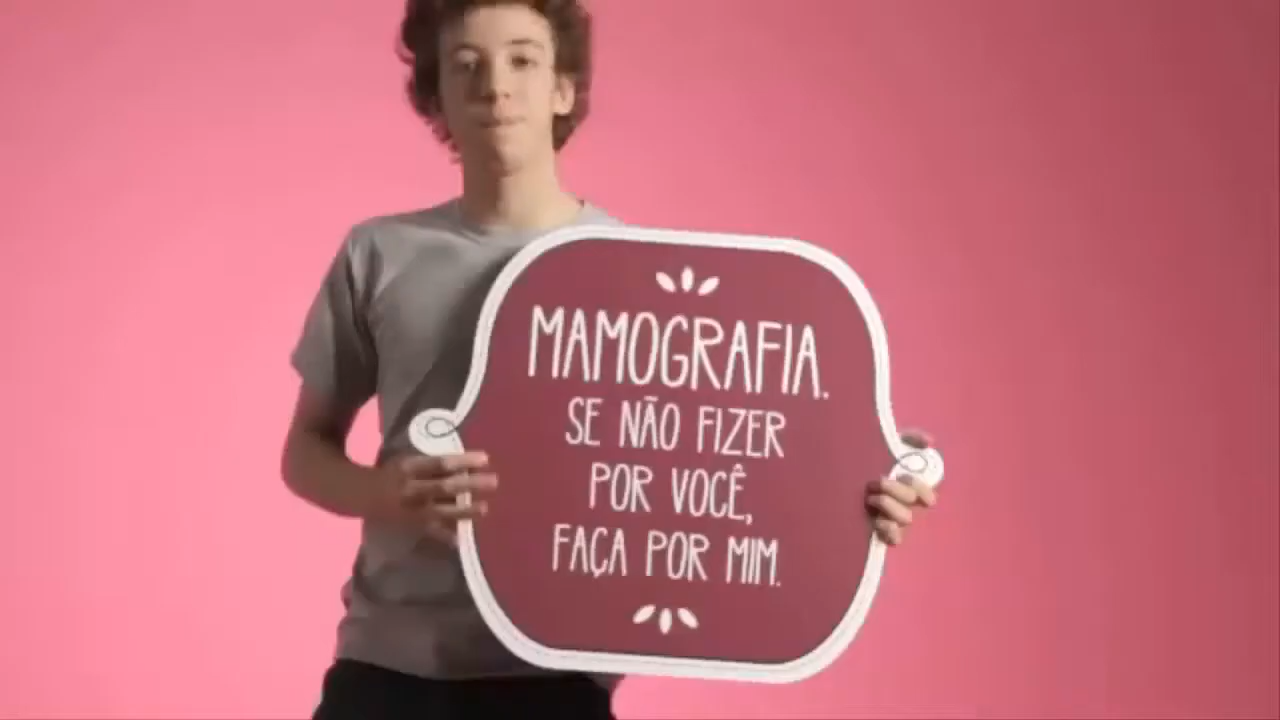 MAMOGRAFIA.
SE NÃO FIZER
POR VOCÊ,
FAÇA POR MIM.